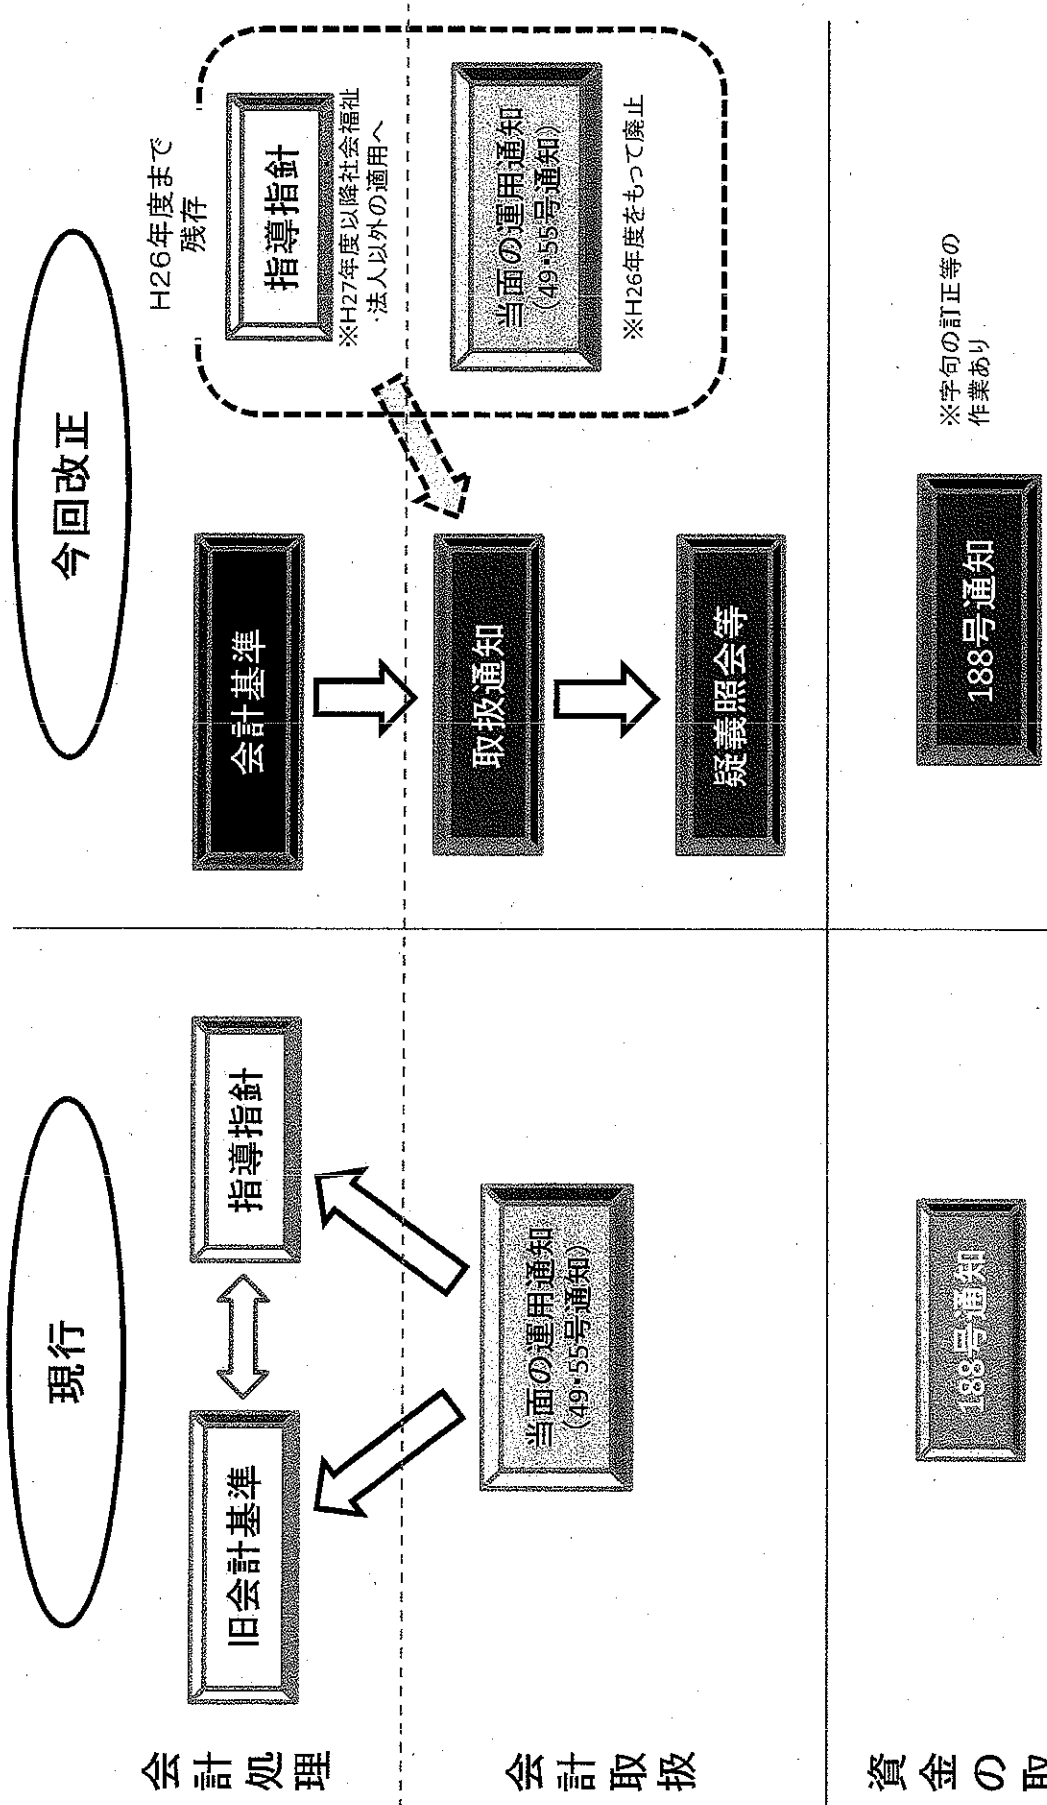 現行
今回改正
会計処理
旧会計基準
指導指針
会計基準
H26年度まで
残存
指導指針
※H27年度以降社会福祉
法人以外の適用へ
会計取扱
当面の運用通知
(49・55号通知)
取扱通知
疑義照会等
当面の運用通知
(49・55号通知)
※H26年度をもって廃止
資金の取
188号通知
188号通知
※字句の訂正等の
作業あり